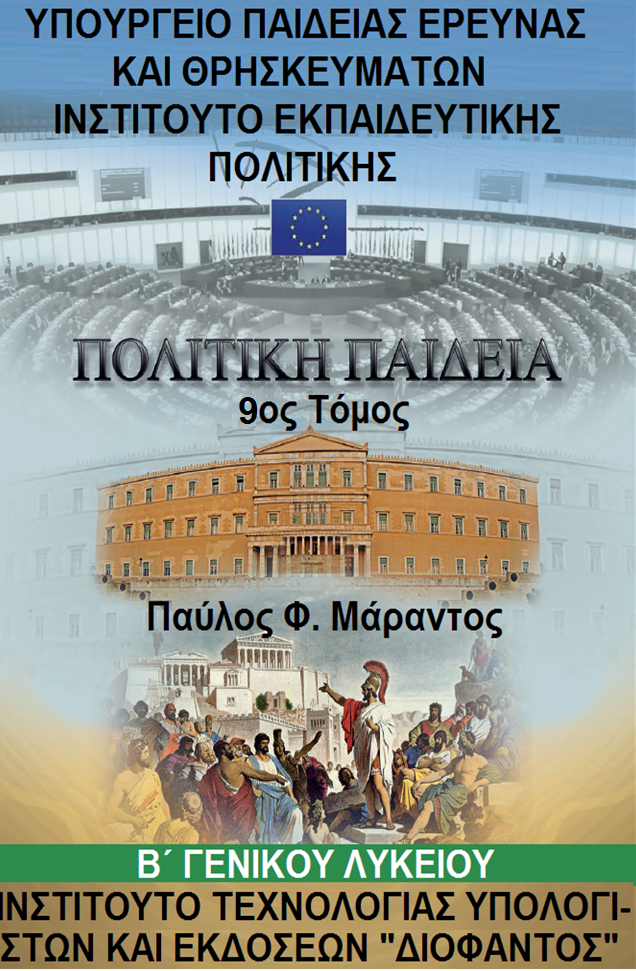 ΥΠΟΥΡΓΕΙΟ ΠΑΙΔΕΙΑΣ ΕΡΕΥΝΑΣ
ΚΑΙ ΘΡΗΣΚΕΥΜΑΤΩΝ
ΙΝΣΤΙΤΟΥΤΟ ΕΚΠΑΙΔΕΥΤΙΚΗΣ
ΠΟΛΙΤΙΚΗΣ
ΠΟΛΙΤΙΚΗ ΠΑΙΔΕΙΑ
9ος Τόμος
Παύλος Φ. Μάραντος
Β΄ ΓΕΝΙΚΟΥ ΛΥΚΕΙΟΥ
ΙΝΣΤΙΤΟΥΤΟ ΤΕΧΝΟΛΟΓΙΑΣ ΥΠΟΛΟΓΙ-
ΣΤΩΝ ΚΑΙ ΕΚΔΟΣΕΩΝ "ΔΙΟΦΑΝΤΟΣ"